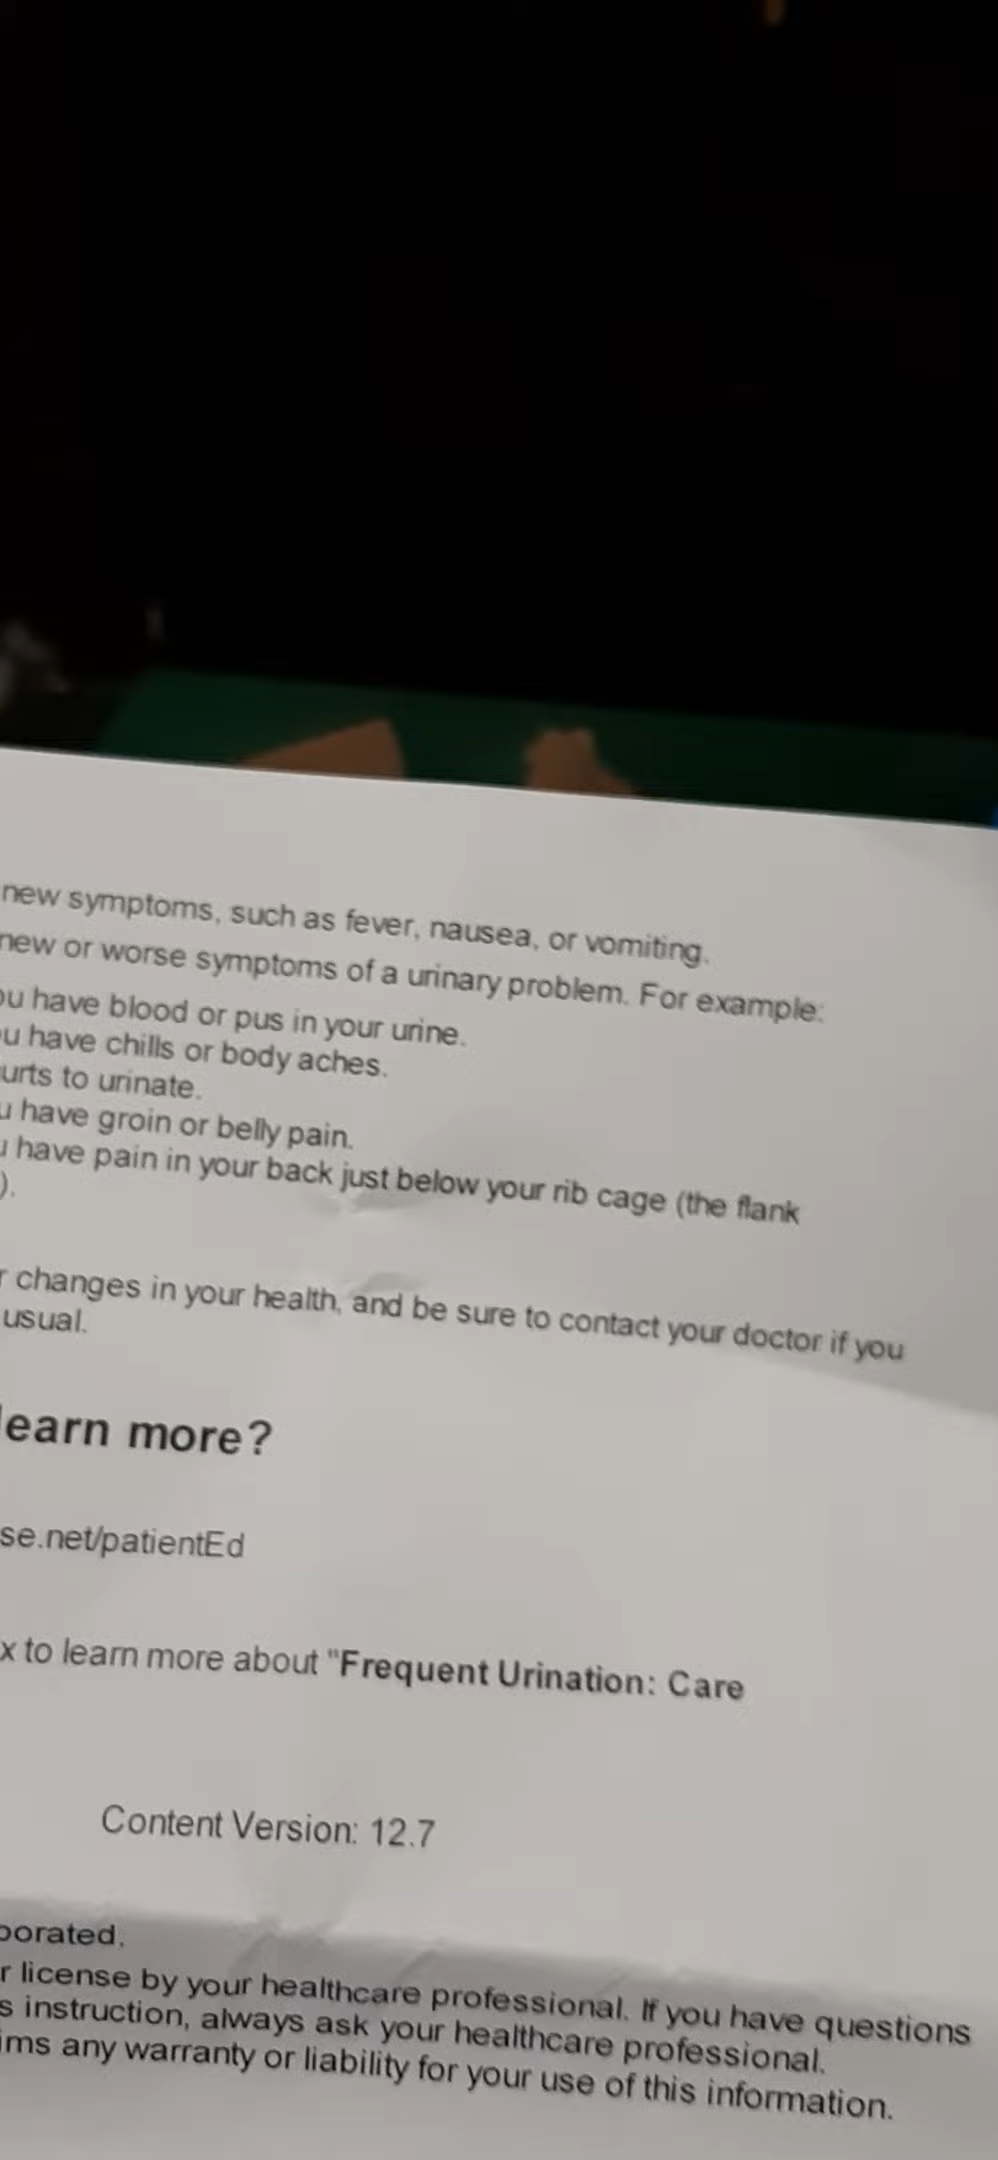 new symptoms, such as fever, nausea, or vomiting.
new or worse symptoms of a urinary problem. For example:
ou have blood or pus in your urine.
u have chills or body aches.
urts to urinate.
u have groin or belly pain.
u have pain in your back just below your rib cage (the flank
).
r changes in your health, and be sure to contact your doctor if you
usual.
learn more?
se.net/patientEd
x to learn more about "Frequent Urination: Care
Content Version: 12.7
porated.
r license by your healthcare professional. If you have questions
s instruction, always ask your healthcare professional.
ims any warranty or liability for your use of this information.